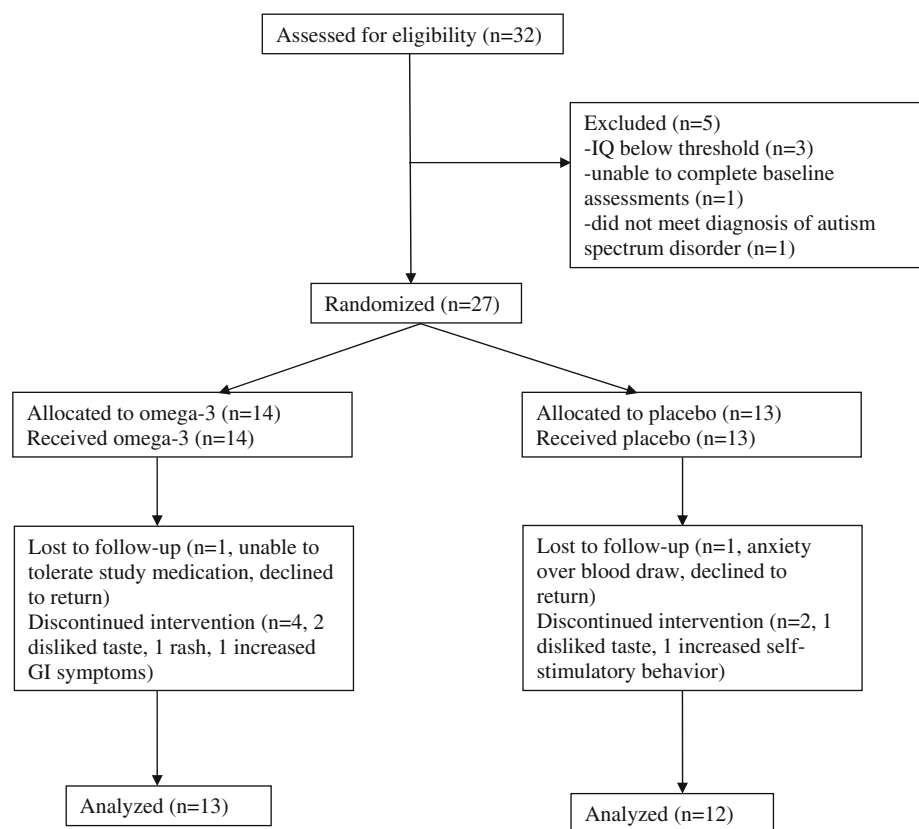 Assessed for eligibility (n=32)
Excluded (n=5)
-IQ below threshold (n=3)
-unable to complete baseline
assessments (n=1)
-did not meet diagnosis of autism
spectrum disorder (n=1)
Randomized (n=27)
Allocated to omega-3 (n=14)
Received omega-3 (n=14)
Allocated to placebo (n=13)
Received placebo (n=13)
Lost to follow-up (n=1, unable to
tolerate study medication, declined
to return)
Discontinued intervention (n=4, 2
disliked taste, 1 rash, 1 increased
GI symptoms)
Lost to follow-up (n=1, anxiety
over blood draw, declined to
return)
Discontinued intervention (n=2, 1
disliked taste, 1 increased self-
stimulatory behavior)
Analyzed (n=13)
Analyzed (n=12)